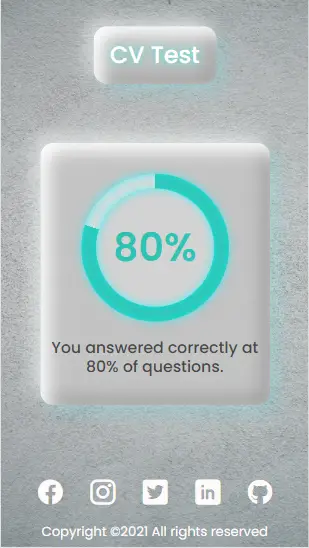 CV Test
80%
You answered correctly at
80% of questions.
Copyright ©2021 All rights reserved